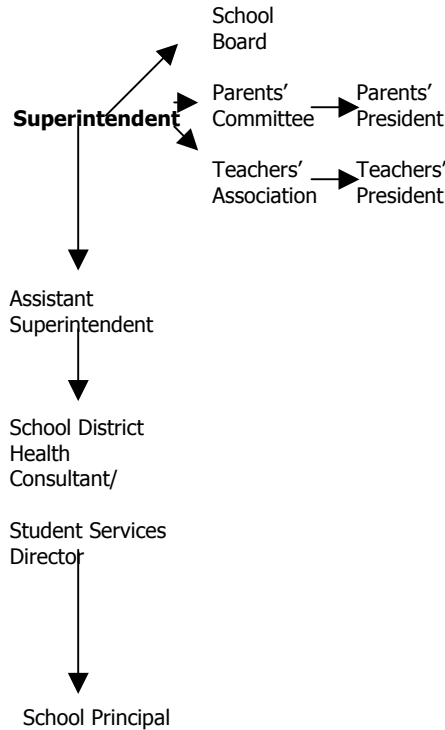 School
Board
Superintendent
Parents’
Committee
Parents’
President
Teachers’
Association
Teachers’
President
Assistant
Superintendent
School District
Health
Consultant/
Student Services
Director
School Principal